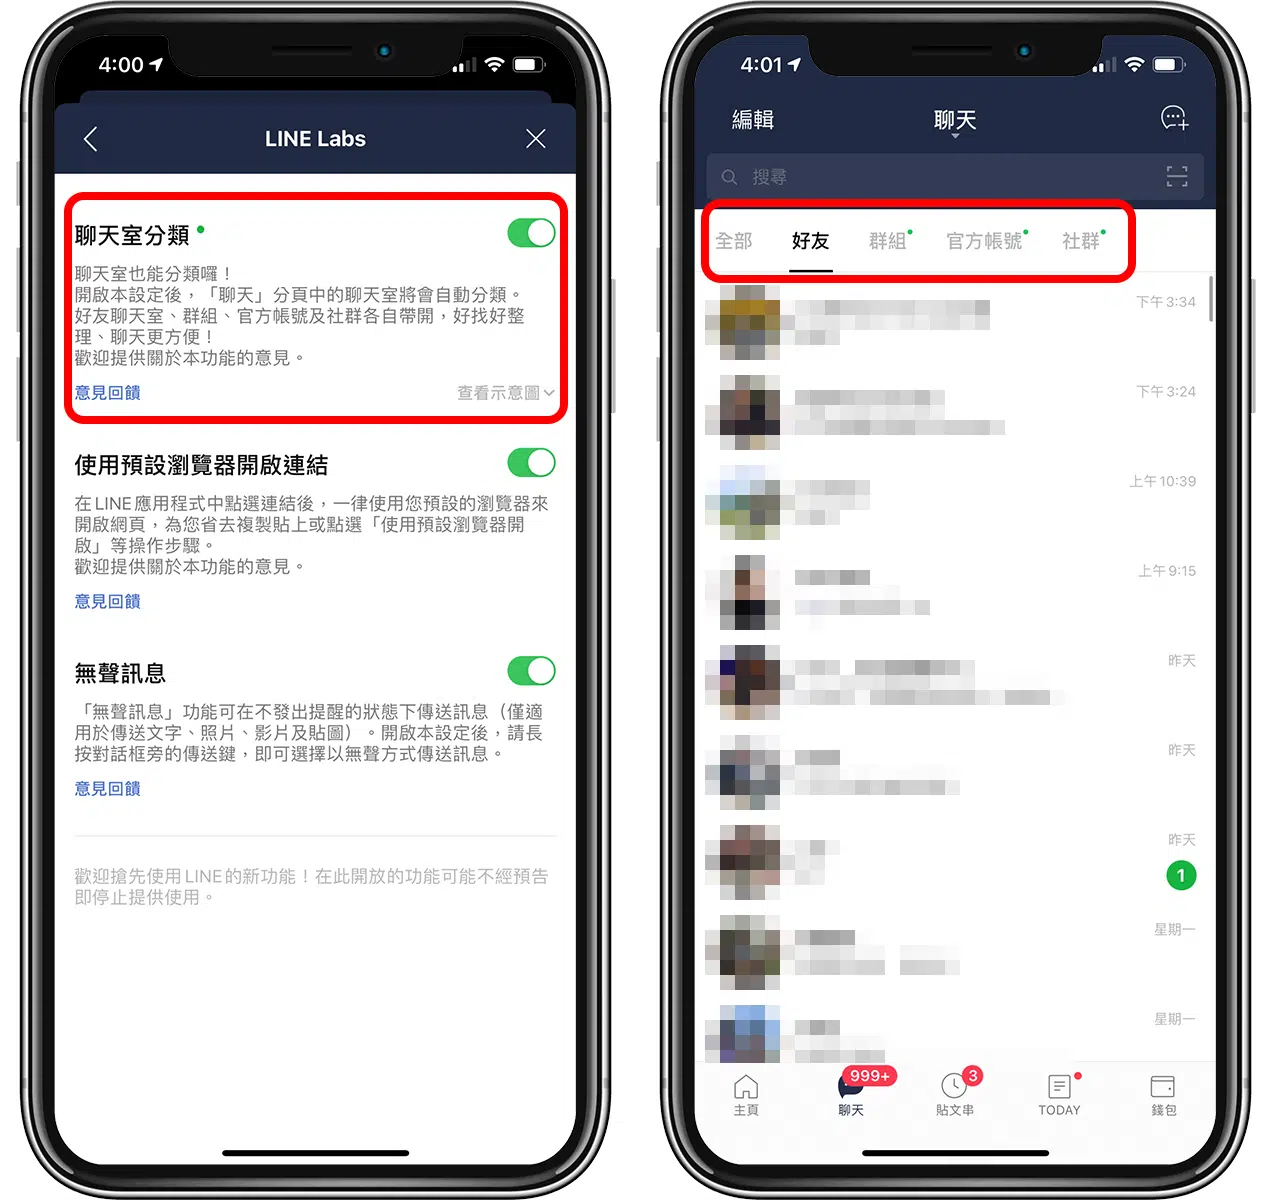 4:00
LINE Labs
聊天室分類
聊天室也能分類囉！
開啟本設定後，「聊天」分頁中的聊天室將會自動分類。
好友聊天室、群組、官方帳號及社群各自帶開，好找好整
理、聊天更方便！
歡迎提供關於本功能的意見。
意見回饋
查看示意圖
使用預設瀏覽器開啟連結
在LINE應用程式中點選連結後，一律使用您預設的瀏覽器來
開啟網頁，為您省去複製貼上或點選「使用預設瀏覽器開
啟」等操作步驟。
歡迎提供關於本功能的意見。
意見回饋
無聲訊息
「無聲訊息」功能可在不發出提醒的狀態下傳送訊息（僅適
用於傳送文字、照片、影片及貼圖）。開啟本設定後，請長
按對話框旁的傳送鍵，即可選擇以無聲方式傳送訊息。
意見回饋
歡迎搶先使用LINE的新功能！在此開放的功能可能不經預告
即停止提供使用。
4:01
編輯
聊天
搜尋
全部 好友 群組 官方帳號 社群
下午3:34
下午3:24
上午10:39
上午9:15
昨天
昨天
昨天
1
星期一
星期一
999+
3
主頁 聊天 貼文串 TODAY 錢包